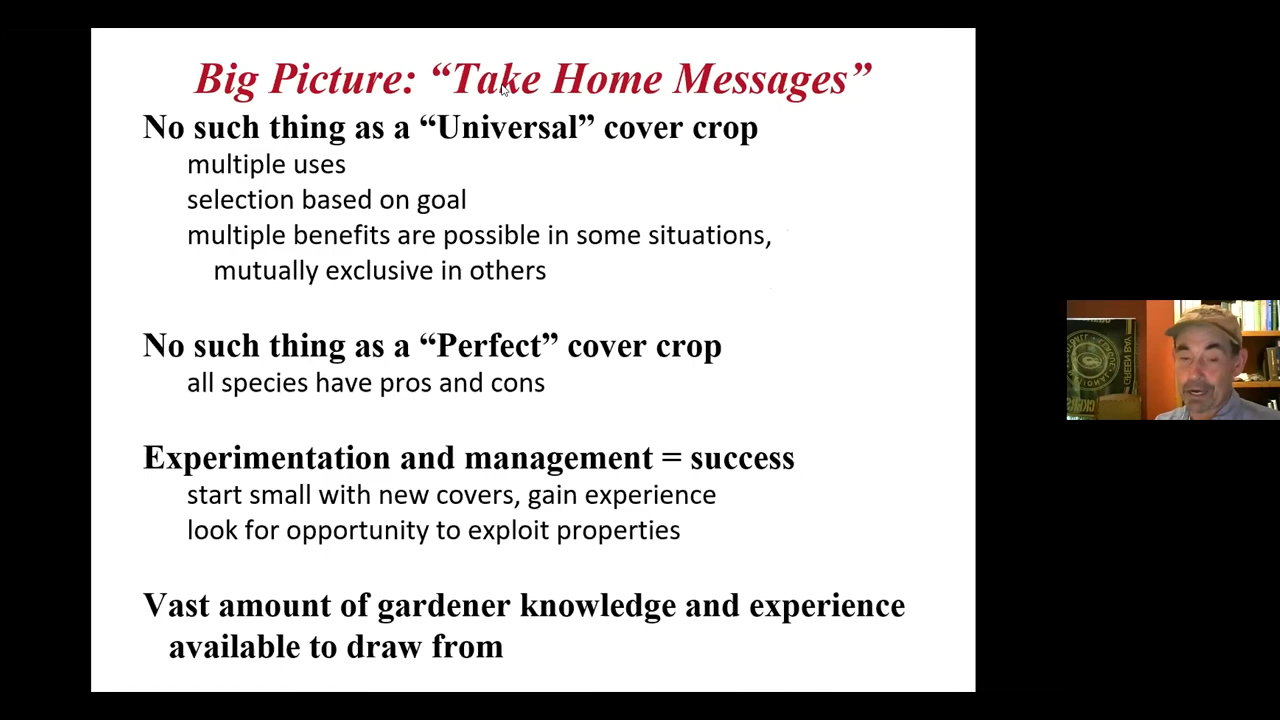 Big Picture: “Take Home Messages”
No such thing as a “Universal” cover crop
multiple uses
selection based on goal
multiple benefits are possible in some situations,
mutually exclusive in others
No such thing as a “Perfect” cover crop
all species have pros and cons
Experimentation and management = success
start small with new covers, gain experience
look for opportunity to exploit properties
Vast amount of gardener knowledge and experience
available to draw from
GREEN BAY